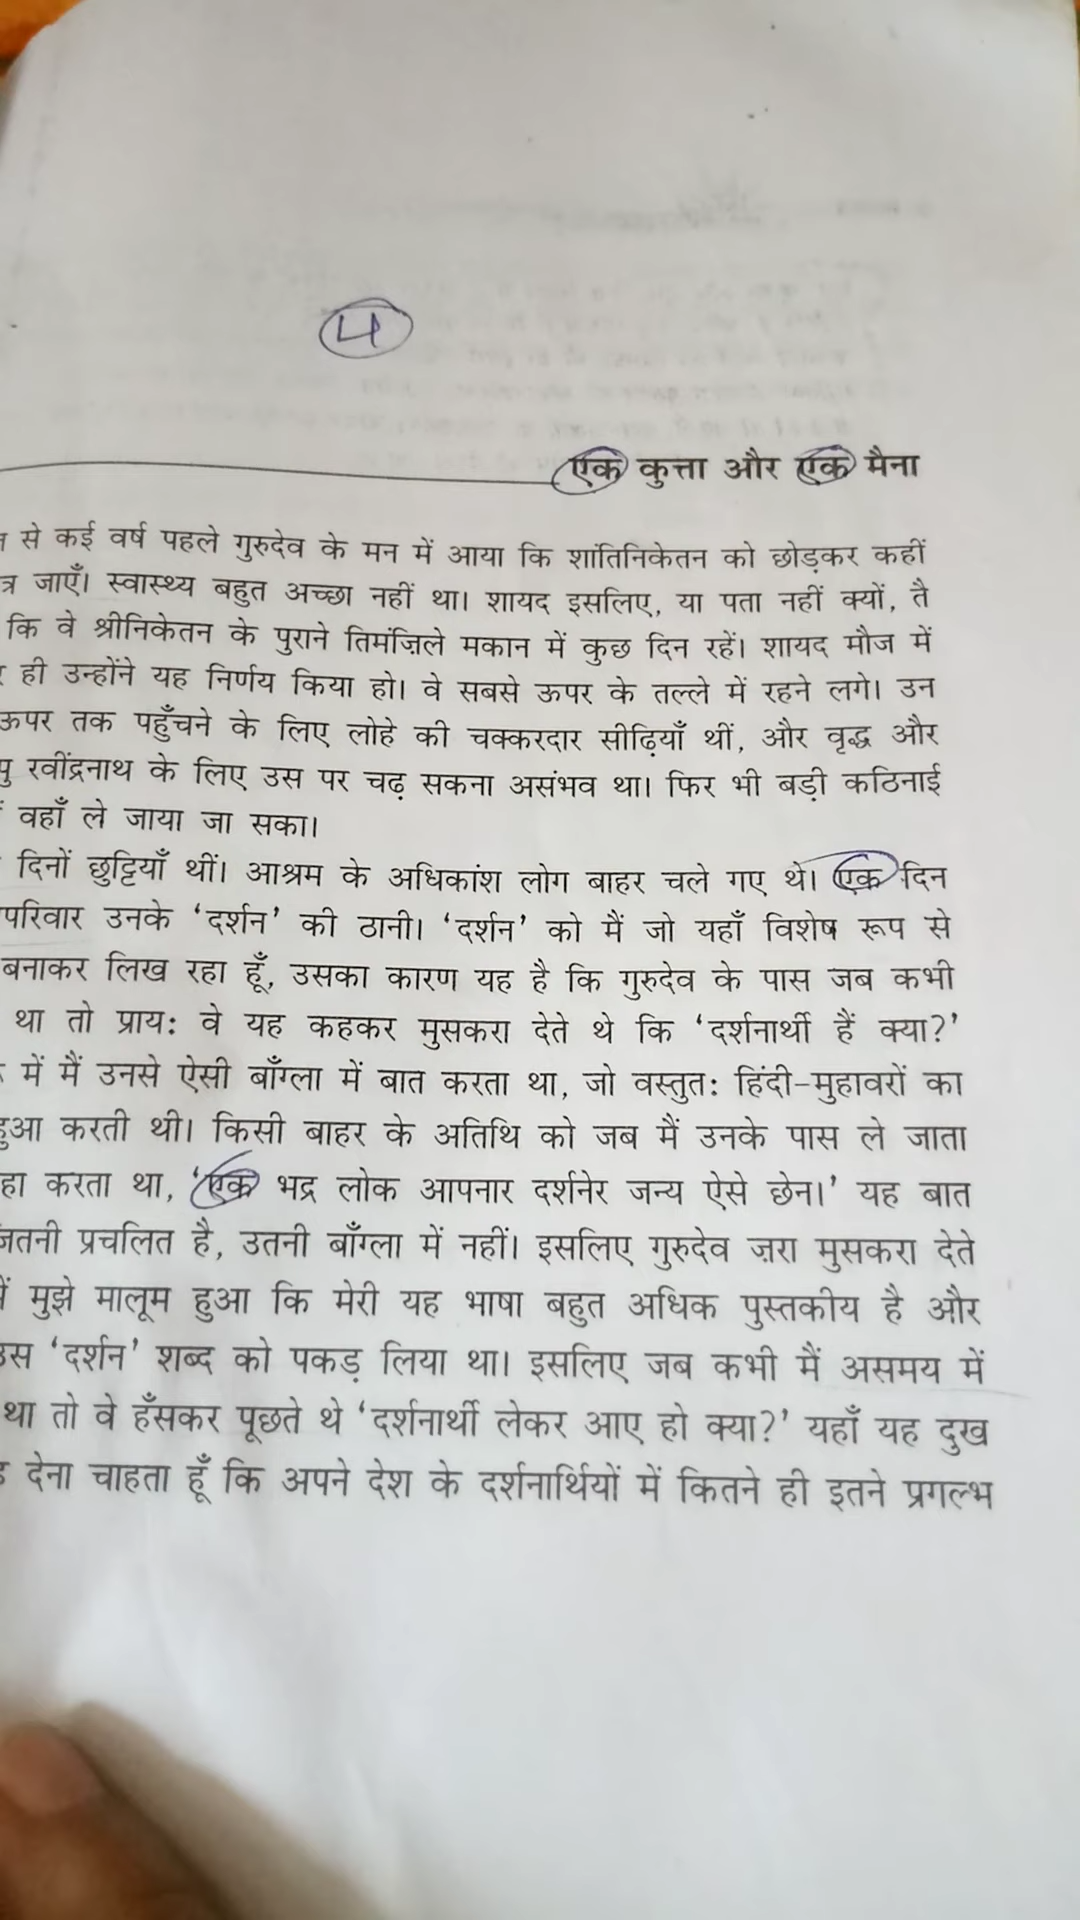 4
एक कुत्ता और एक मैना
से कई वर्ष पहले गुरुदेव के मन में आया कि शांतिनिकेतन को छोड़कर कहीं
जाएँ। स्वास्थ्य बहुत अच्छा नहीं था। शायद इसलिए, या पता नहीं क्यों, तै
कि वे श्रीनिकेतन के पुराने तिमंज़िले मकान में कुछ दिन रहें। शायद मौज में
ही उन्होंने यह निर्णय किया हो। वे सबसे ऊपर के तल्ले में रहने लगे। उन
ऊपर तक पहुँचने के लिए लोहे की चक्करदार सीढ़ियाँ थीं, और वृद्ध और
रवींद्रनाथ के लिए उस पर चढ़ सकना असंभव था। फिर भी बड़ी कठिनाई
वहाँ ले जाया जा सका।
दिनों छुट्टियाँ थीं। आश्रम के अधिकांश लोग बाहर चले गए थे। एक दिन
परिवार उनके ‘दर्शन’ की ठानी। ‘दर्शन’ को मैं जो यहाँ विशेष रूप से
बनाकर लिख रहा हूँ, उसका कारण यह है कि गुरुदेव के पास जब कभी
था तो प्राय: वे यह कहकर मुसकरा देते थे कि ‘दर्शनार्थी हैं क्या?’
में मैं उनसे ऐसी बाँग्ला में बात करता था, जो वस्तुत: हिंदी-मुहावरों का
हुआ करती थी। किसी बाहर के अतिथि को जब मैं उनके पास ले जाता
करता था, ‘एक भद्र लोक आपनार दर्शनेर जन्य ऐसे छेन।’ यह बात
प्रचलित है, उतनी बाँग्ला में नहीं। इसलिए गुरुदेव ज़रा मुसकरा देते
मुझे मालूम हुआ कि मेरी यह भाषा बहुत अधिक पुस्तकीय है और
‘दर्शन’ शब्द को पकड़ लिया था। इसलिए जब कभी मैं असमय में
था तो वे हँसकर पूछते थे ‘दर्शनार्थी लेकर आए हो क्या?’ यहाँ यह दुख
देना चाहता हूँ कि अपने देश के दर्शनार्थियों में कितने ही इतने प्रगल्भ